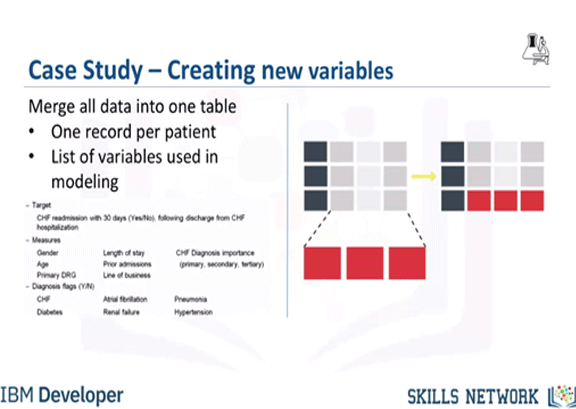 Case Study – Creating new variables
Merge all data into one table
• One record per patient
• List of variables used in
modeling
– Target
CHF readmission with 30 days (Yes/No), following discharge from CHF
hospitalization
– Measures
Gender Length of stay CHF Diagnosis importance
Age Prior admissions (primary, secondary, tertiary)
Primary DRG Line of business
– Diagnosis flags (Y/N)
CHF Atrial fibrillation Pneumonia
Diabetes Renal failure Hypertension
IBM Developer
SKILLS NETWORK